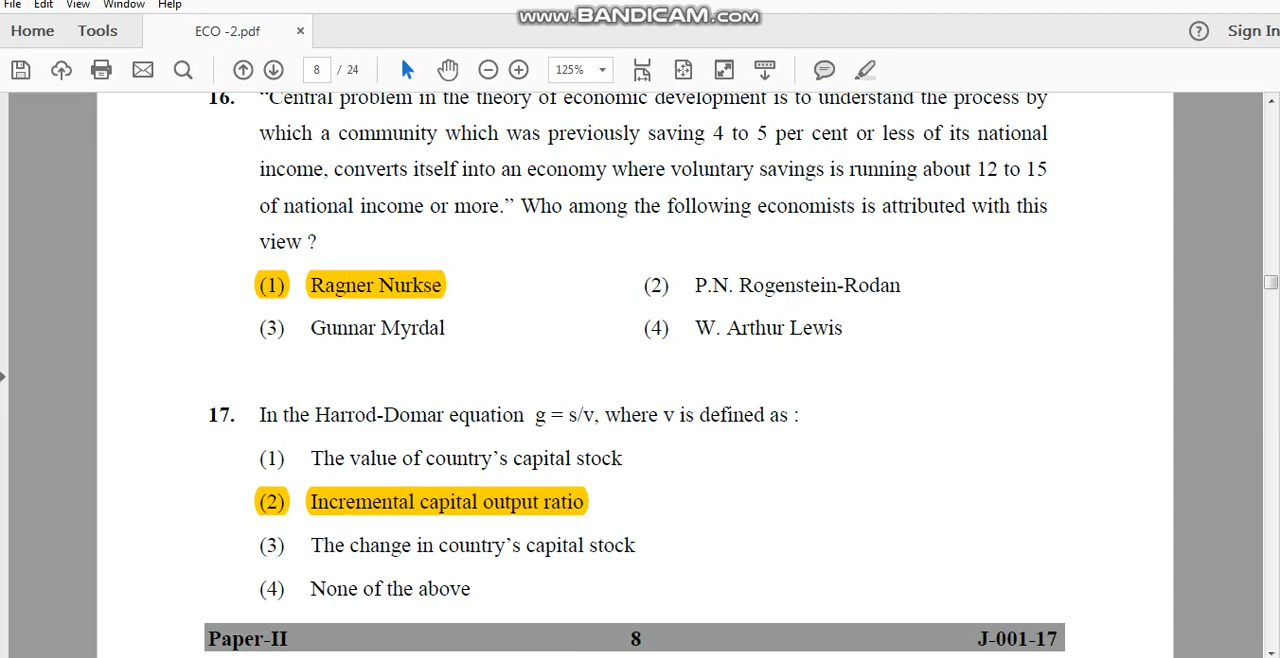 File Edit View Window Help
www.BANDICAM.com
Home Tools ECO -2.pdf × ? Sign In
8 / 24 125%
16. “Central problem in the theory of economic development is to understand the process by
which a community which was previously saving 4 to 5 per cent or less of its national
income, converts itself into an economy where voluntary savings is running about 12 to 15
of national income or more.” Who among the following economists is attributed with this
view ?
(1) Ragner Nurkse (2) P.N. Rogenstein-Rodan
(3) Gunnar Myrdal (4) W. Arthur Lewis
17. In the Harrod-Domar equation g = s/v, where v is defined as :
(1) The value of country’s capital stock
(2) Incremental capital output ratio
(3) The change in country’s capital stock
(4) None of the above
Paper-II 8 J-001-17